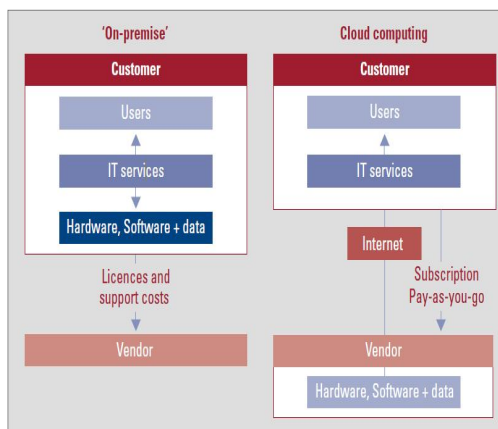 'On-premise'
Customer
Users
IT services
Hardware, Software + data
Licences and
support costs
Vendor
Cloud computing
Customer
Users
IT services
Internet
Subscription
Pay-as-you-go
Vendor
Hardware, Software + data